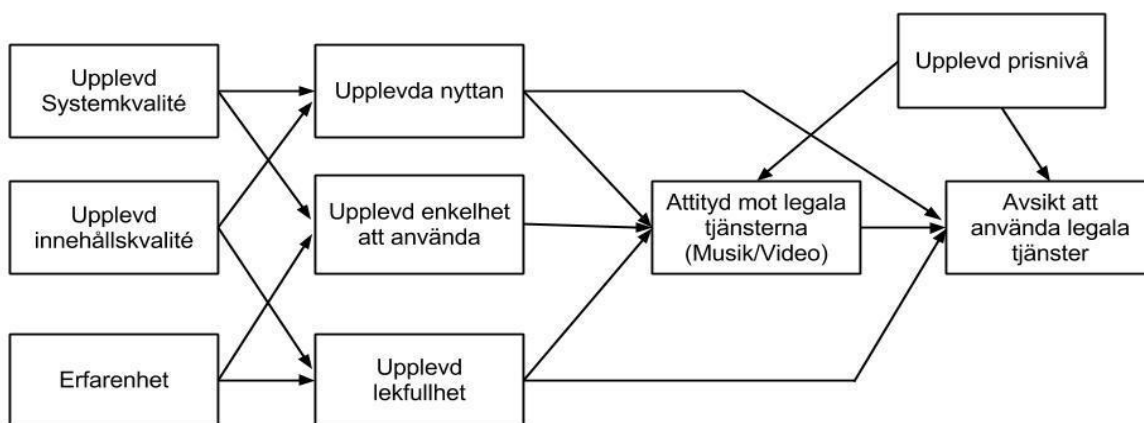 Upplevd
Systemkvalité
Upplevda nyttan
Upplevd prisnivå
Upplevd
innehållskvalité
Upplevd enkelhet
att använda
Attityd mot legala
tjänsterna
(Musik/Video)
Avsikt att
använda legala
tjänster
Erfarenhet
Upplevd
lekfullhet